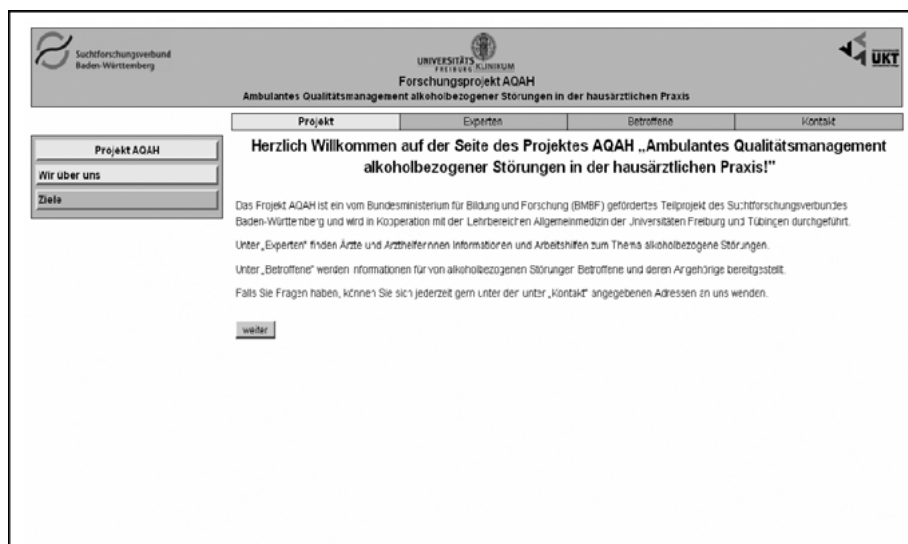 Suchtforschungsverbund
Baden-Württemberg
UNIVERSITÄTS
FREIBURG KLINIKUM
UKT
Forschungsprojekt AQAH
Ambulantes Qualitätsmanagement alkoholbezogener Störungen in der hausärztlichen Praxis
Projekt Experten Betroffene Kontakt
Projekt AQAH
Wir über uns
Ziele
Herzlich Willkommen auf der Seite des Projektes AQAH „Ambulantes Qualitätsmanagement
alkoholbezogener Störungen in der hausärztlichen Praxis!"
Das Projekt AQAH ist ein vom Bundesministerium für Bildung und Forschung (BMBF) gefördertes Teilprojekt des Suchtforschungsverbundes
Baden-Württemberg und wird in Kooperation mit der Lehrbereichen Allgemeinmedizin der Universitäten Freiburg und Tübingen durchgeführt.
Unter „Experten" finden Ärzte und Arzthelferinnen Informationen und Arbeitshilfen zum Thema alkoholbezogene Störungen.
Unter „Betroffene" werden Informationen für von alkoholbezogenen Störungen Betroffene und deren Angehörige bereitgestellt.
Falls Sie Fragen haben, können Sie sich jederzeit gern unter der unter „Kontakt" angegebenen Adressen an uns wenden.
weiter